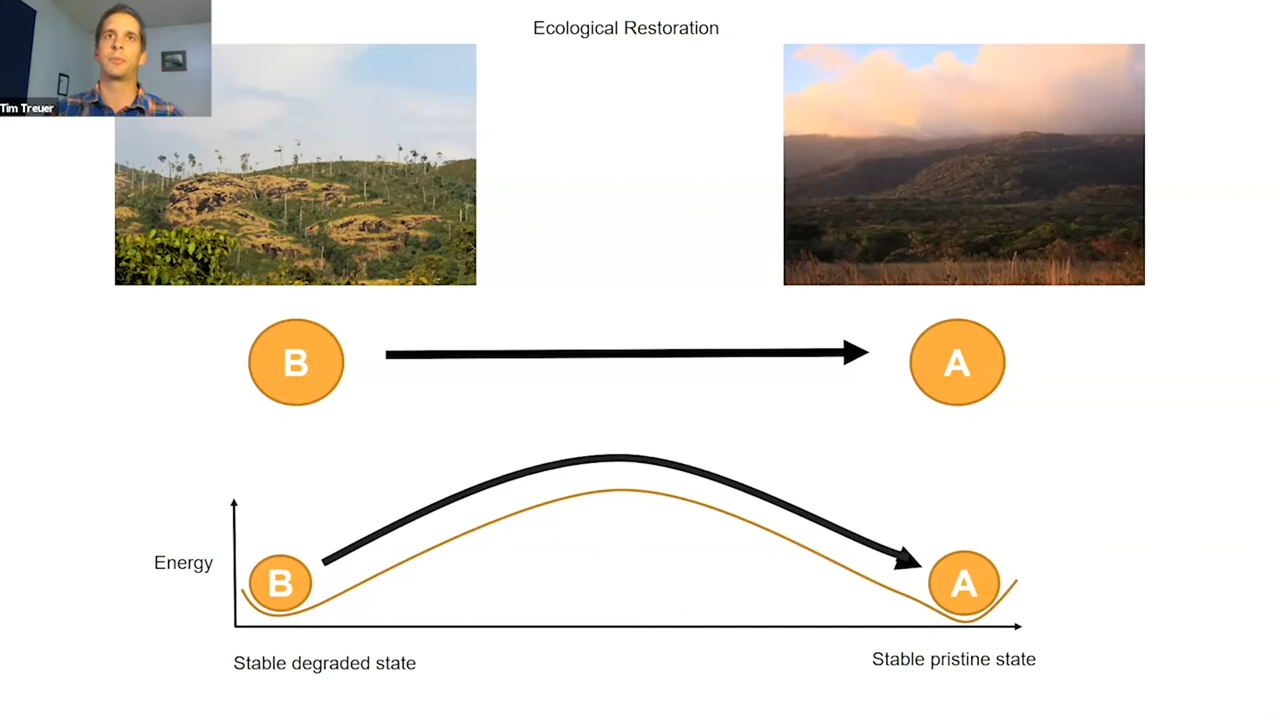 Ecological Restoration
Tim Treuer
B
A
Energy
B
A
Stable degraded state
Stable pristine state